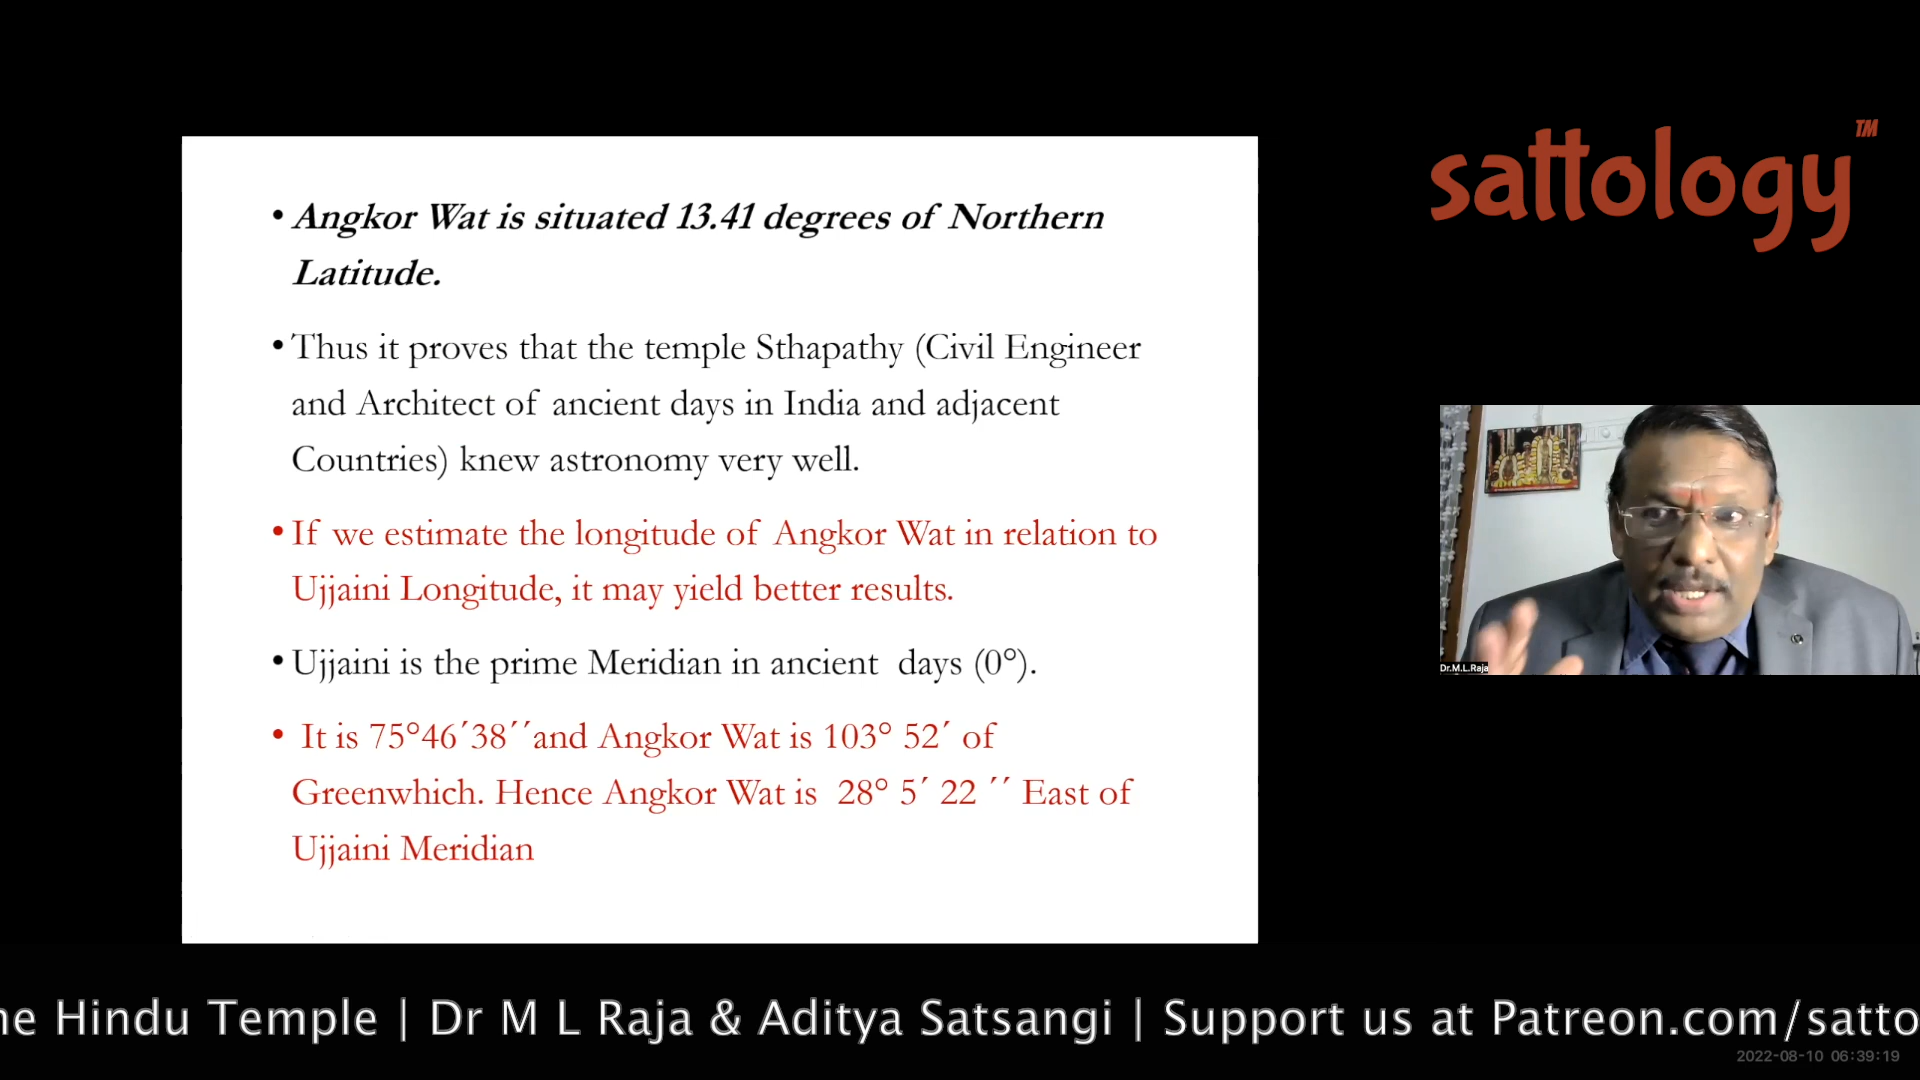 sattology™
• Angkor Wat is situated 13.41 degrees of Northern
Latitude.
• Thus it proves that the temple Sthapathy (Civil Engineer
and Architect of ancient days in India and adjacent
Countries) knew astronomy very well.
• If we estimate the longitude of Angkor Wat in relation to
Ujjaini Longitude, it may yield better results.
• Ujjaini is the prime Meridian in ancient days (0°).
• It is 75°46´38´´and Angkor Wat is 103° 52´ of
Greenwhich. Hence Angkor Wat is 28° 5´ 22 ´´ East of
Ujjaini Meridian
Dr.M.L.Raja
ne Hindu Temple | Dr M L Raja & Aditya Satsangi | Support us at Patreon.com/satto
2022-08-10 06:39:19